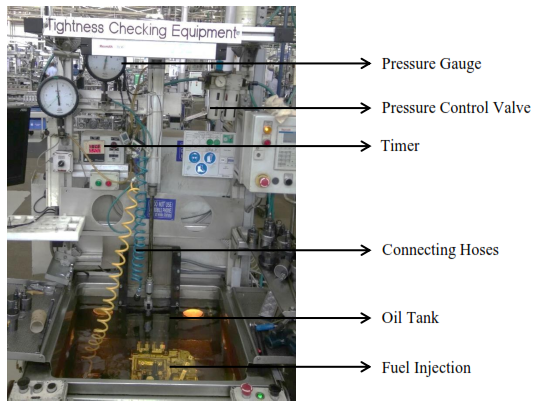 Tightness Checking Equipment
Pressure Gauge
Pressure Control Valve
Timer
Connecting Hoses
Oil Tank
Fuel Injection